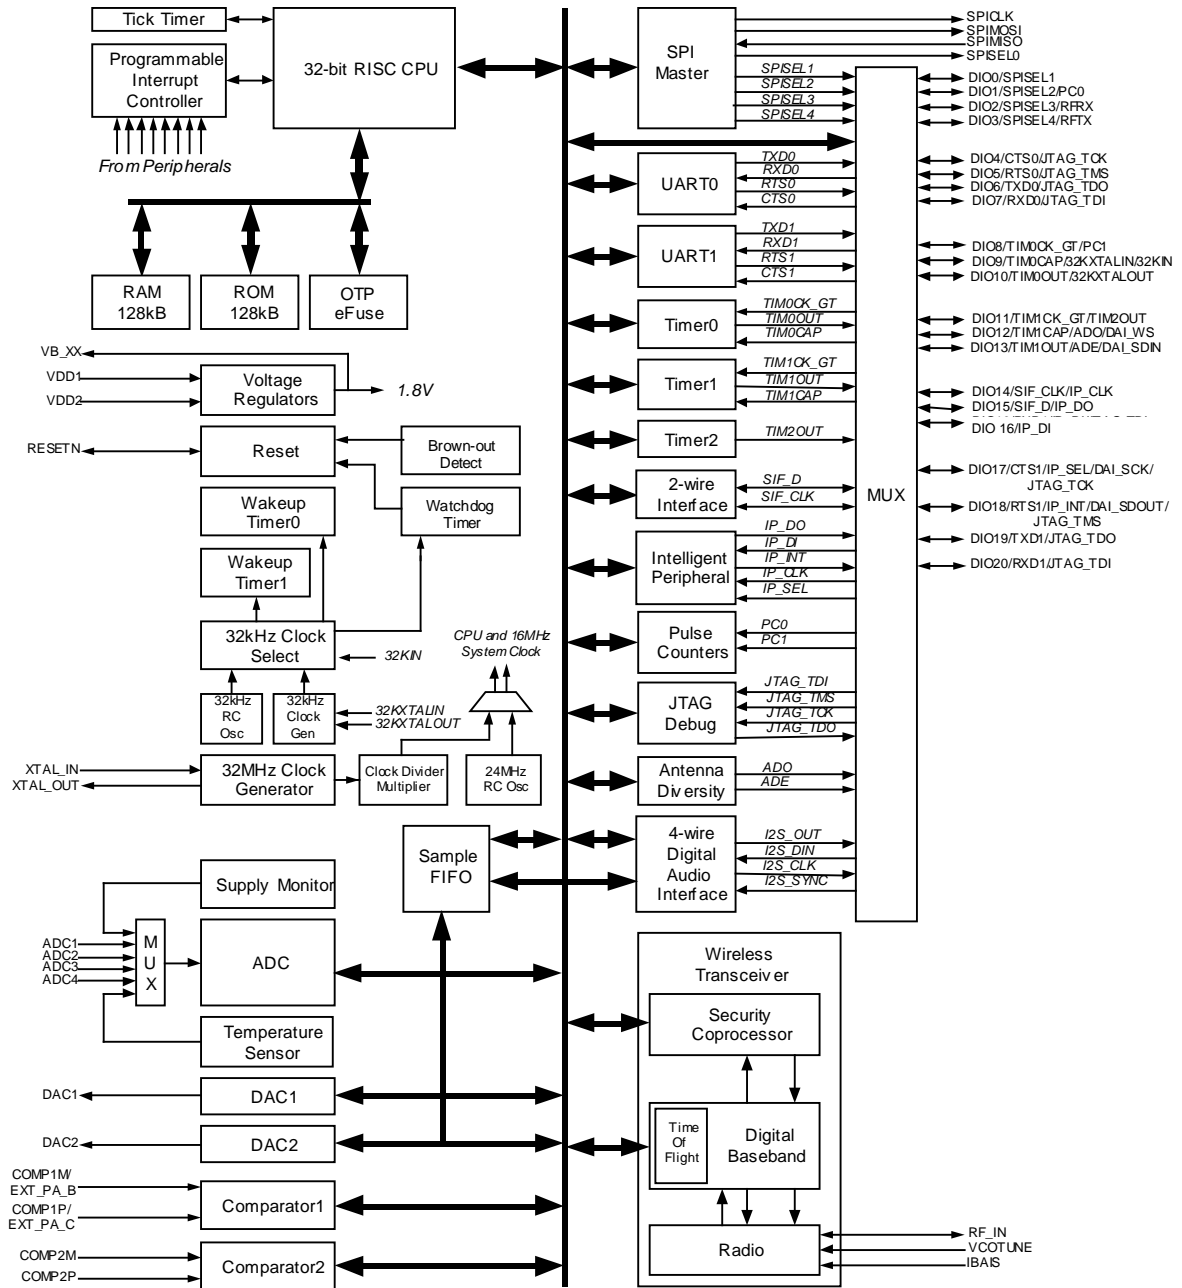 Tick Timer
Programmable
Interrupt
Controller
From Peripherals
32-bit RISC CPU
RAM
128kB
ROM
128kB
OTP
eFuse
VB_XX
VDD1
VDD2
Voltage
Regulators
1.8V
RESETN
Reset
Brown-out
Detect
Wakeup
Timer0
Watchdog
Timer
Wakeup
Timer1
32kHz Clock
Select
32KIN
CPU and 16MHz
System Clock
32kHz
RC
Osc
32kHz
Clock
Gen
32KXTALIN
32KXTALOUT
XTAL_IN
XTAL_OUT
32MHz Clock
Generator
Clock Divider
Multiplier
24MHz
RC Osc
Sample
FIFO
Supply Monitor
ADC1
ADC2
ADC3
ADC4
M
U
X
ADC
Temperature
Sensor
DAC1
DAC1
DAC2
DAC2
COMP1M/
EXT_PA_B
COMP1P/
EXT_PA_C
Comparator1
COMP2M
COMP2P
Comparator2
SPI
Master
SPICLK
SPIMOSI
SPIMISO
SPISEL0
SPISEL1
SPISEL2
SPISEL3
SPISEL4
UART0
TXD0
RXD0
RTS0
CTS0
UART1
TXD1
RXD1
RTS1
CTS1
Timer0
TIM0CK_GT
TIM0OUT
TIM0CAP
Timer1
TIM1CK_GT
TIM1OUT
TIM1CAP
Timer2
TIM2OUT
2-wire
Interface
SIF_D
SIF_CLK
Intelligent
Peripheral
IP_DO
IP_DI
IP_INT
IP_CLK
IP_SEL
Pulse
Counters
PC0
PC1
JTAG
Debug
JTAG_TDI
JTAG_TMS
JTAG_TCK
JTAG_TDO
Antenna
Diversity
ADO
ADE
4-wire
Digital
Audio
Interface
I2S_OUT
I2S_DIN
I2S_CLK
I2S_SYNC
MUX
DIO0/SPISEL1
DIO1/SPISEL2/PC0
DIO2/SPISEL3/RFRX
DIO3/SPISEL4/RFTX
DIO4/CTS0/JTAG_TCK
DIO5/RTS0/JTAG_TMS
DIO6/TXD0/JTAG_TDO
DIO7/RXD0/JTAG_TDI
DIO8/TIM0CK_GT/PC1
DIO9/TIM0CAP/32KXTALIN/32KIN
DIO10/TIM0OUT/32KXTALOUT
DIO11/TIM1CK_GT/TIM2OUT
DIO12/TIM1CAP/ADO/DAI_WS
DIO13/TIM1OUT/ADE/DAI_SDIN
DIO14/SIF_CLK/IP_CLK
DIO15/SIF_D/IP_DO
DIO 16/IP_DI
DIO17/CTS1/IP_SEL/DAI_SCK/
JTAG_TCK
DIO18/RTS1/IP_INT/DAI_SDOUT/
JTAG_TMS
DIO19/TXD1/JTAG_TDO
DIO20/RXD1/JTAG_TDI
Wireless
Transceiver
Security
Coprocessor
Time
Of
Flight
Digital
Baseband
Radio
RF_IN
VCOTUNE
IBAIS